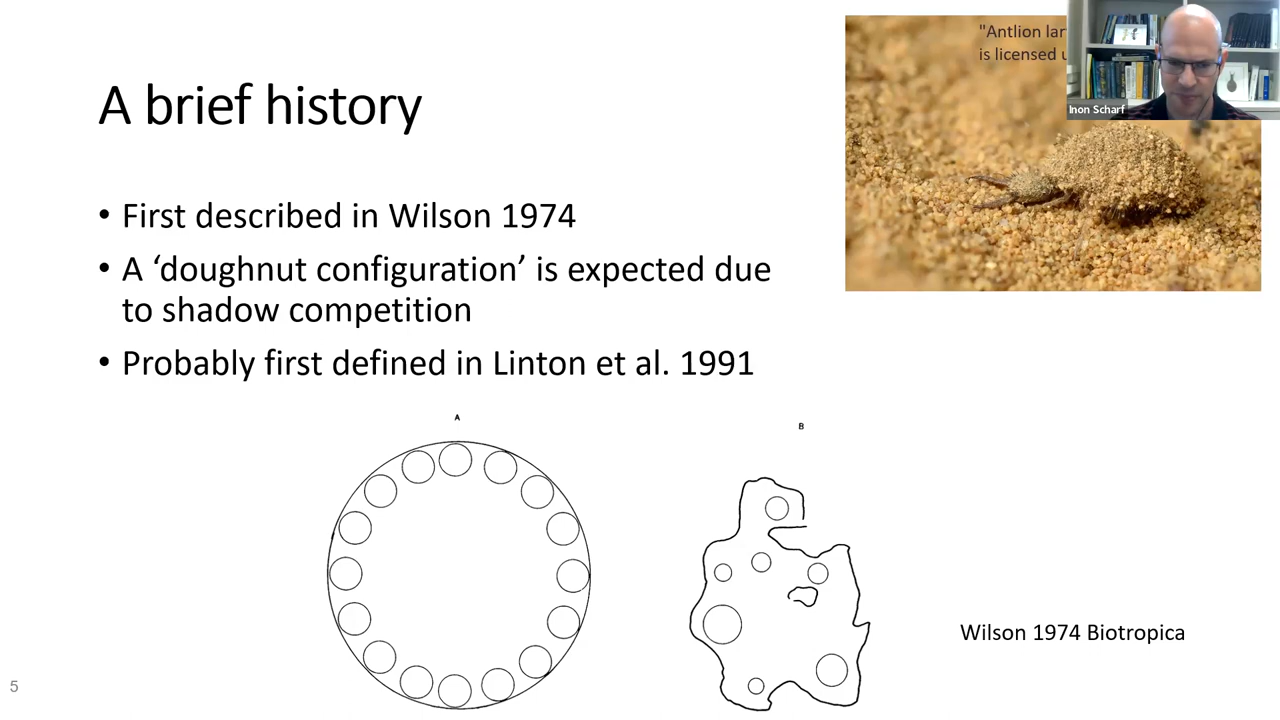 "Antlion lar
is licensed u
Inon Scharf
A brief history
• First described in Wilson 1974
• A ‘doughnut configuration’ is expected due
to shadow competition
• Probably first defined in Linton et al. 1991
A
B
Wilson 1974 Biotropica
5